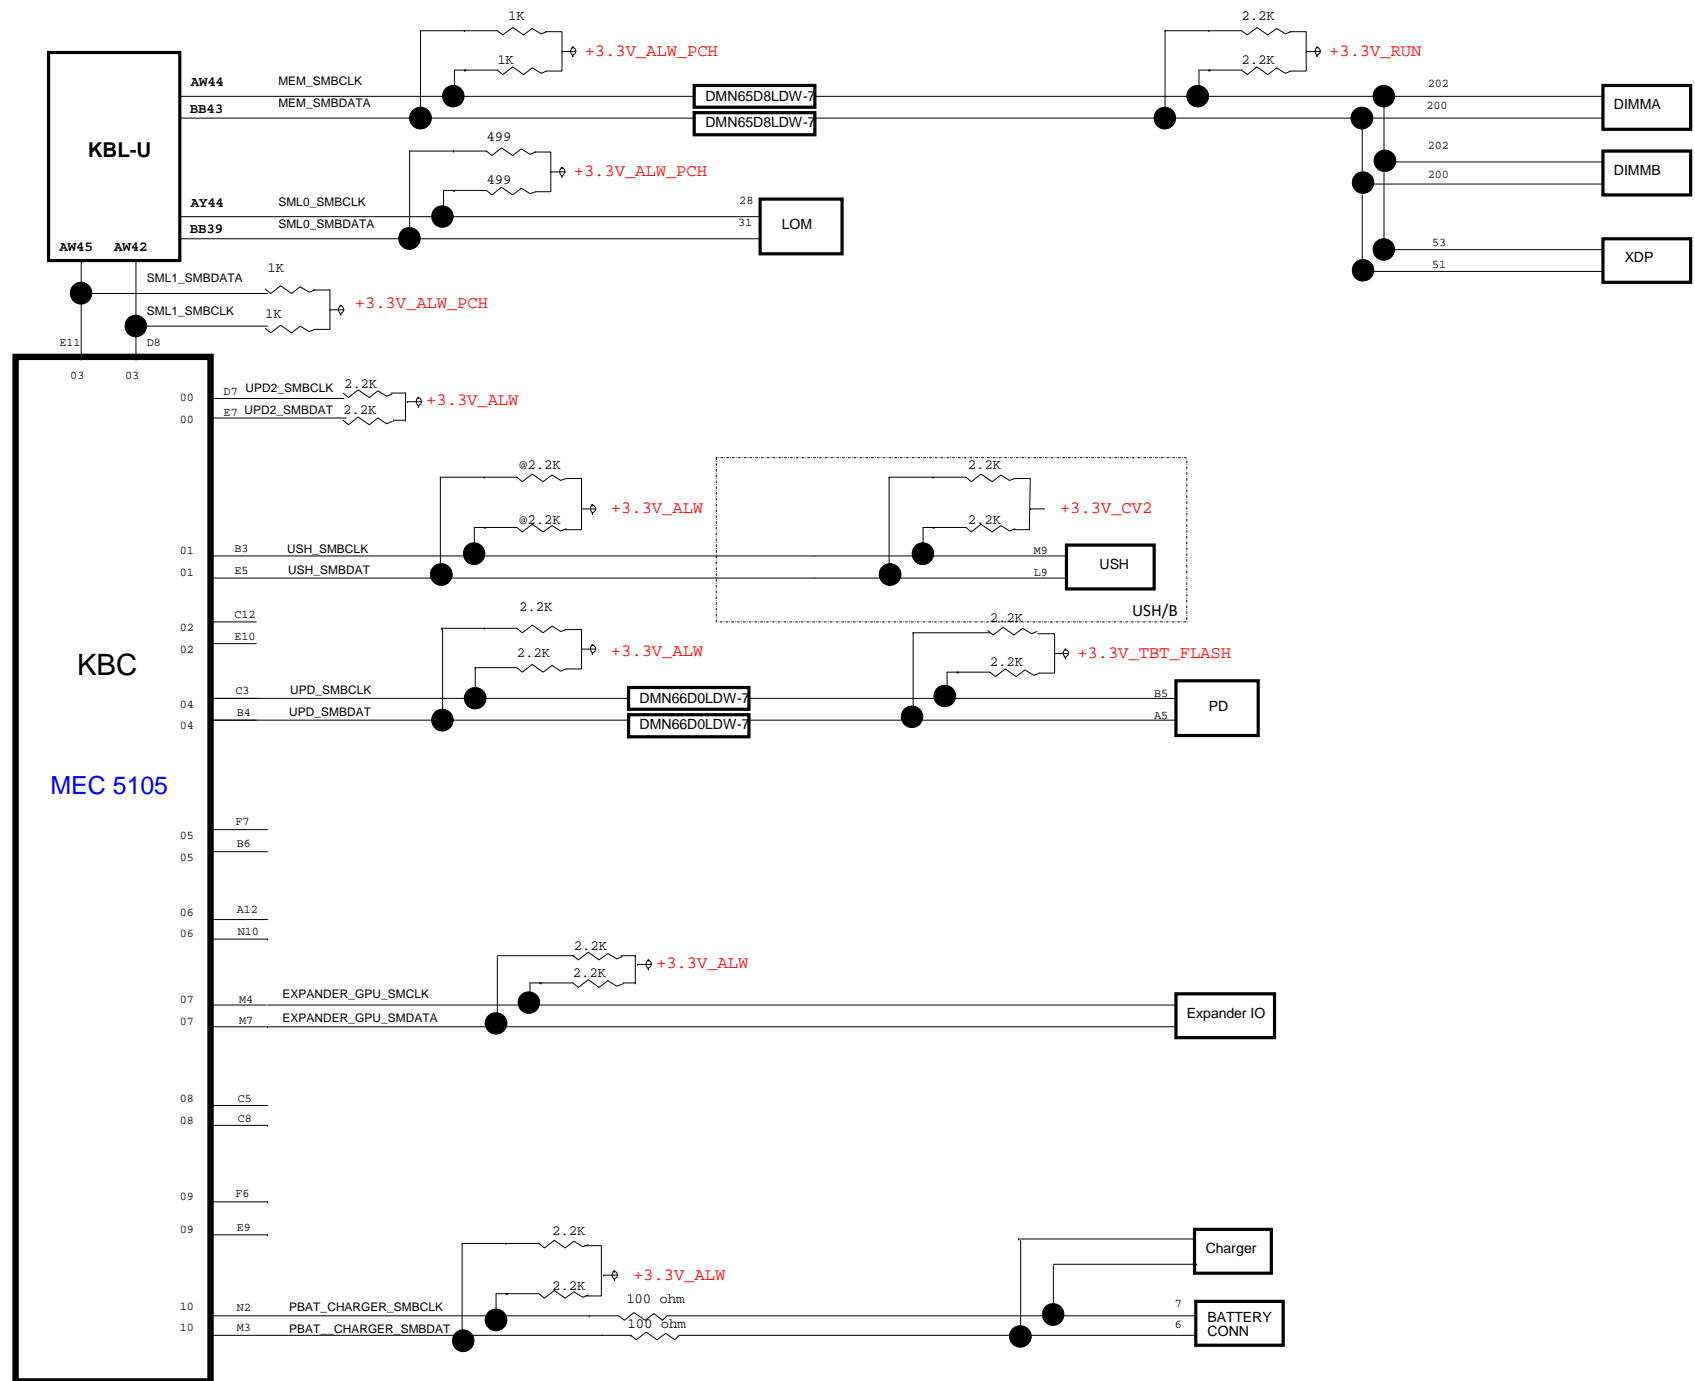 1K
2.2K
+3.3V_ALW_PCH
+3.3V_RUN
1K
2.2K
AW44 MEM_SMBCLK
202
DMN65D8LDW-7
DIMMA
BB43 MEM_SMBDATA
200
DMN65D8LDW-7
KBL-U
499
202
DIMMB
+3.3V_ALW_PCH
499
200
AY44 SML0_SMBCLK
28
LOM
BB39 SML0_SMBDATA
31
AW45 AW42
53
XDP
51
SML1_SMBDATA 1K
+3.3V_ALW_PCH
SML1_SMBCLK 1K
E11 D8
03 03
00 D7 UPD2_SMBCLK 2.2K
+3.3V_ALW
00 E7 UPD2_SMBDAT 2.2K
@2.2K
2.2K
+3.3V_ALW
+3.3V_CV2
@2.2K
2.2K
01 B3 USH_SMBCLK
M9
USH
01 E5 USH_SMBDAT
L9
USH/B
02 C12
02 E10
2.2K
2.2K
+3.3V_ALW
+3.3V_TBT_FLASH
2.2K
2.2K
KBC
04 C3 UPD_SMBCLK
DMN66D0LDW-7
B5
PD
04 B4 UPD_SMBDAT
DMN66D0LDW-7
A5
MEC 5105
05 F7
05 B6
06 A12
06 N10
2.2K
+3.3V_ALW
2.2K
07 M4 EXPANDER_GPU_SMCLK
Expander IO
07 M7 EXPANDER_GPU_SMDATA
08 C5
08 C8
09 F6
09 E9
2.2K
Charger
+3.3V_ALW
2.2K
10 N2 PBAT_CHARGER_SMBCLK
100 ohm
7
BATTERY
CONN
10 M3 PBAT__CHARGER_SMBDAT
100 ohm
6